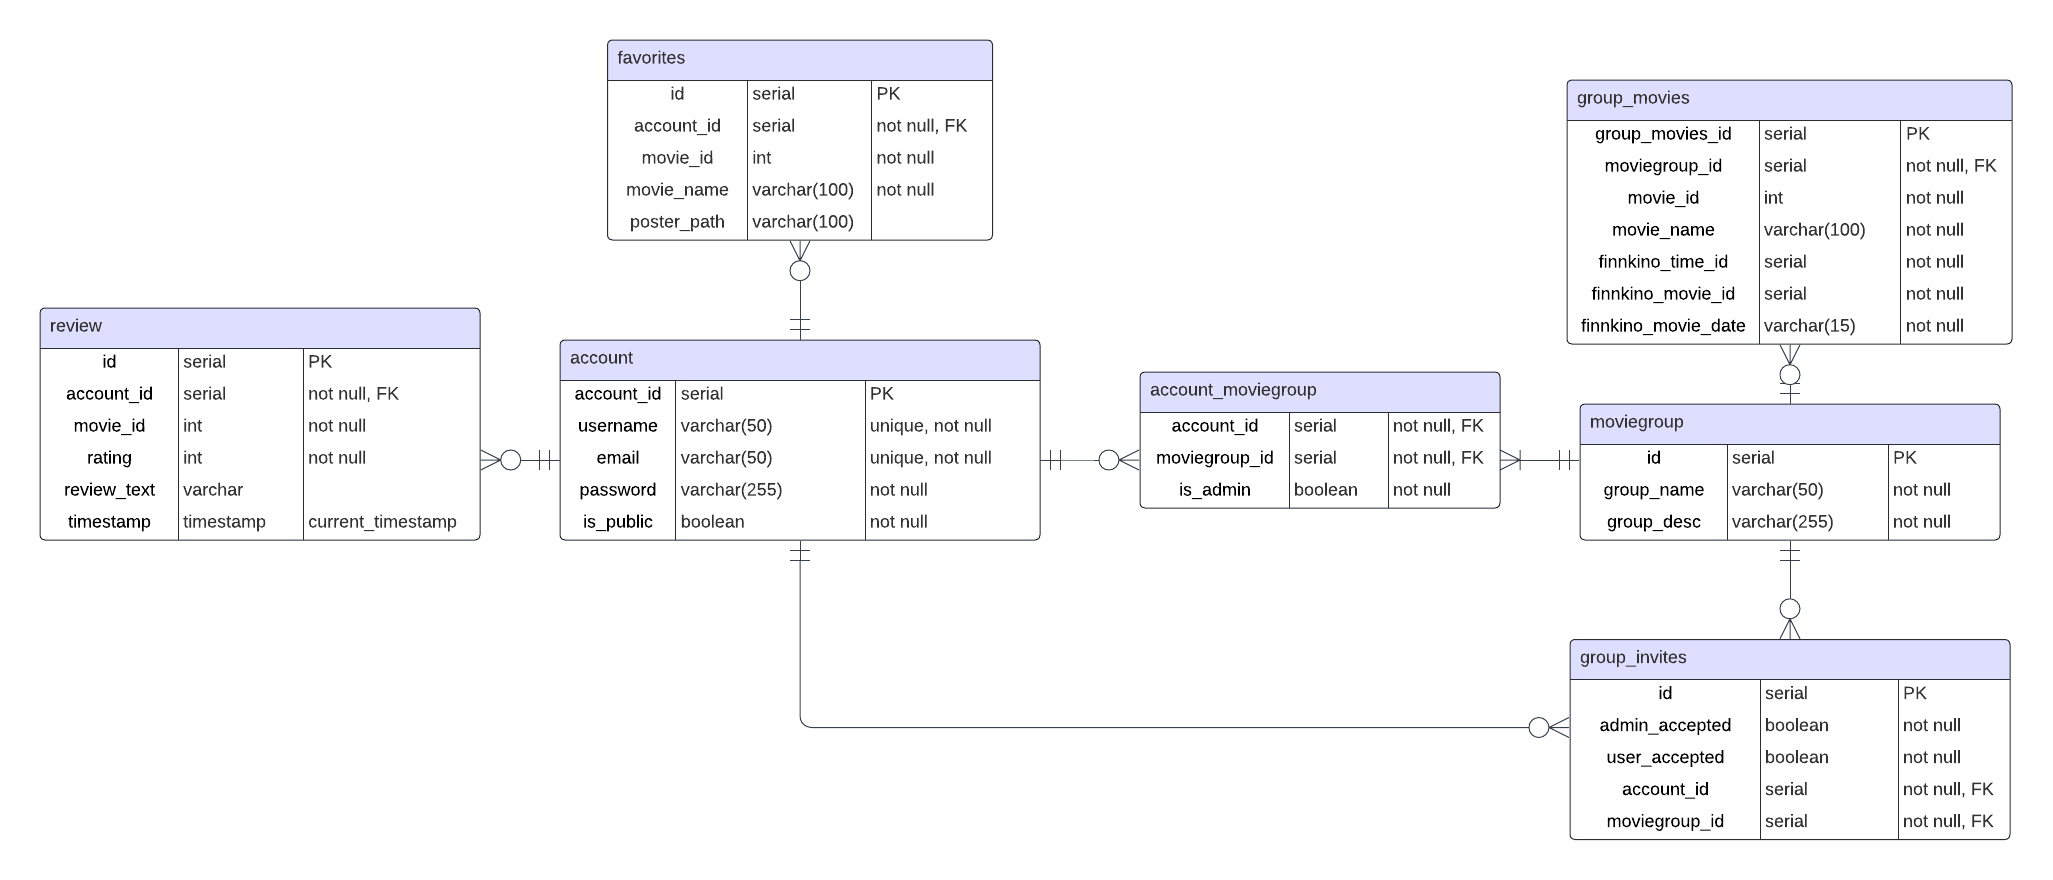 favorites
id serial PK
account_id serial not null, FK
movie_id int not null
movie_name varchar(100) not null
poster_path varchar(100)
group_movies
group_movies_id serial PK
moviegroup_id serial not null, FK
movie_id int not null
movie_name varchar(100) not null
finnkino_time_id serial not null
finnkino_movie_id serial not null
finnkino_movie_date varchar(15) not null
review
id serial PK
account_id serial not null, FK
movie_id int not null
rating int not null
review_text varchar
timestamp timestamp current_timestamp
account
account_id serial PK
username varchar(50) unique, not null
email varchar(50) unique, not null
password varchar(255) not null
is_public boolean not null
account_moviegroup
account_id serial not null, FK
moviegroup_id serial not null, FK
is_admin boolean not null
moviegroup
id serial PK
group_name varchar(50) not null
group_desc varchar(255) not null
group_invites
id serial PK
admin_accepted boolean not null
user_accepted boolean not null
account_id serial not null, FK
moviegroup_id serial not null, FK